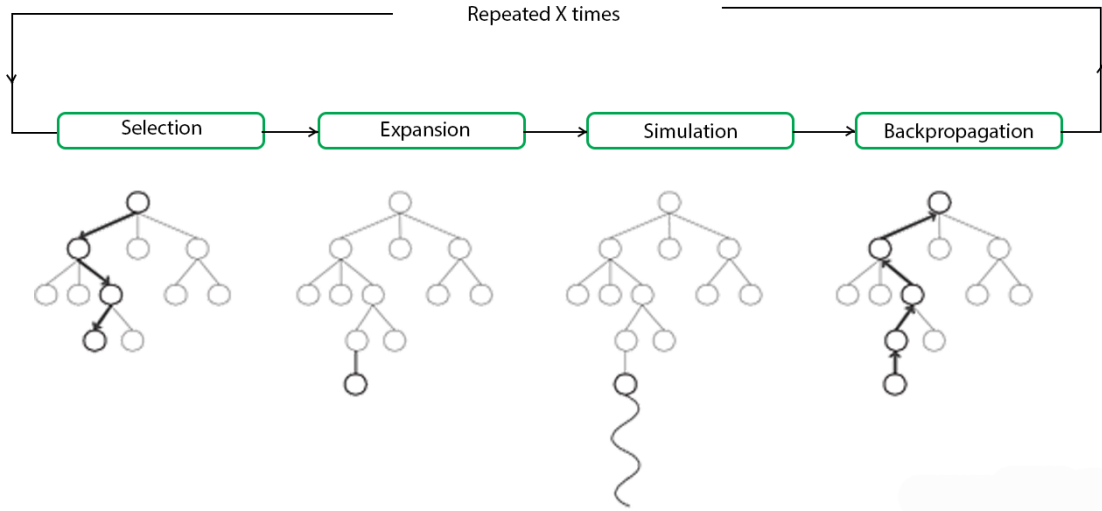 Repeated X times
Selection
Expansion
Simulation
Backpropagation